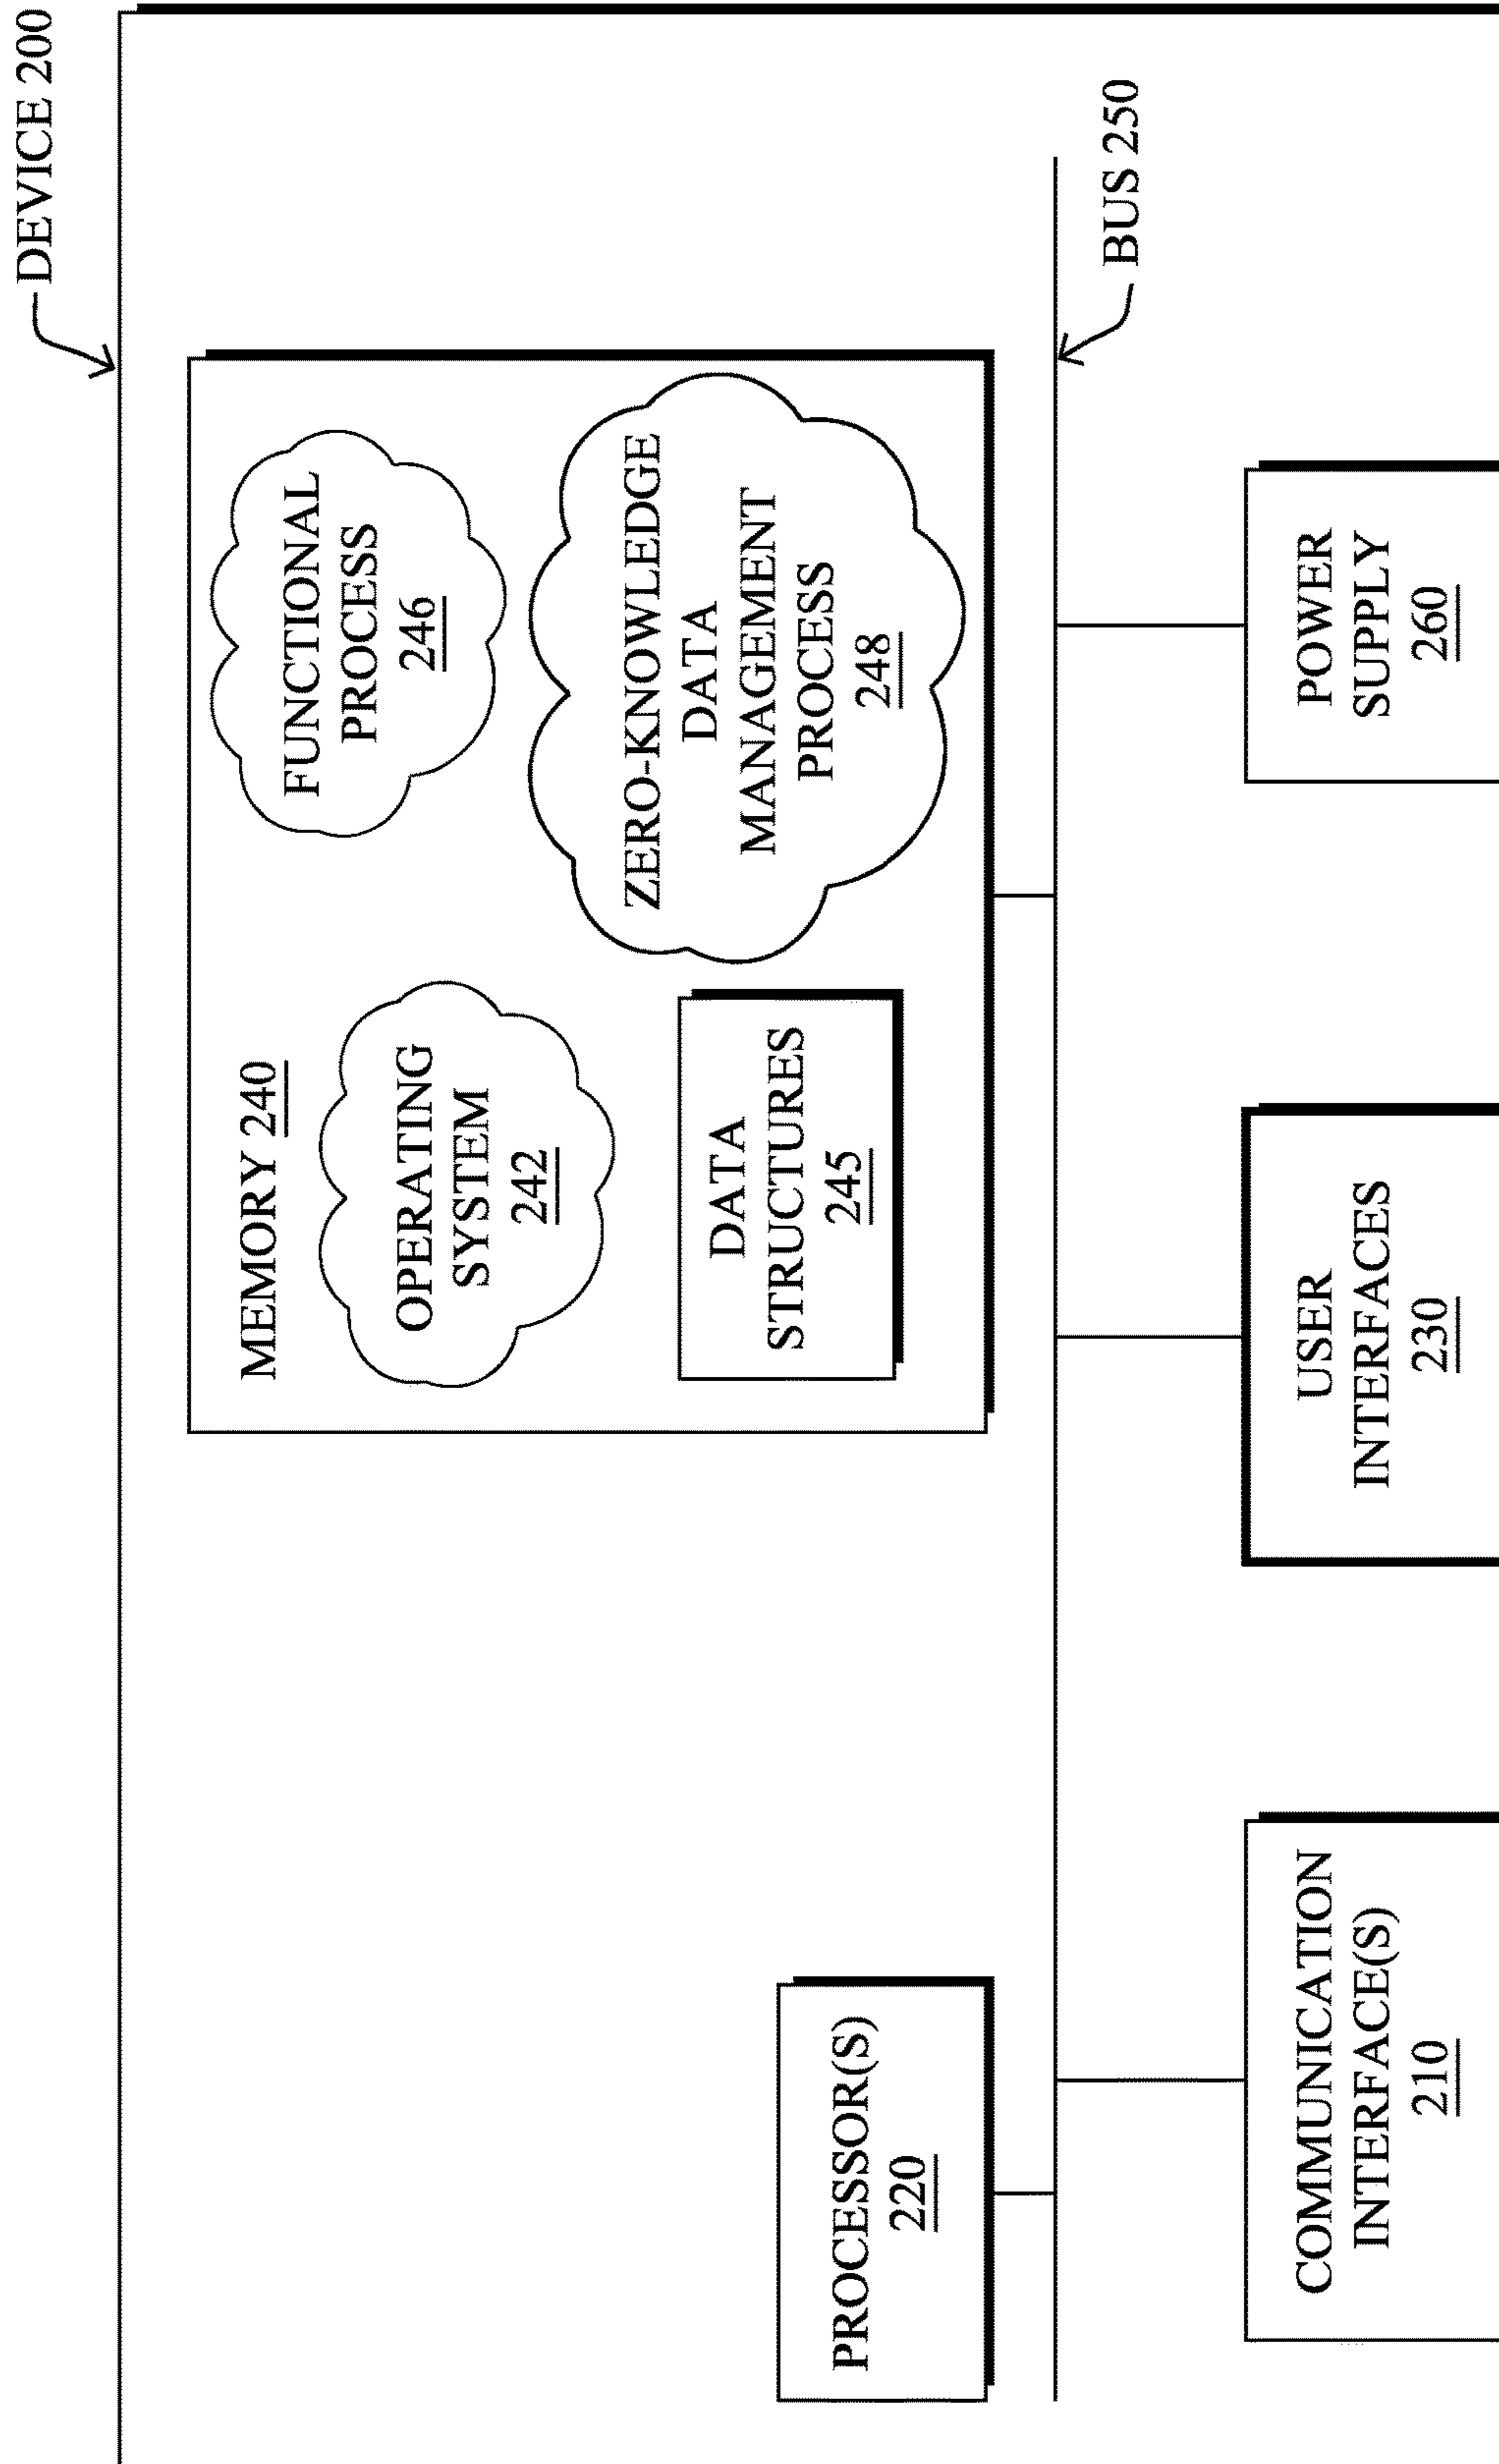 DEVICE 200
MEMORY 240
FUNCTIONAL
PROCESS
246
OPERATING
SYSTEM
242
ZERO-KNOWLEDGE
DATA
MANAGEMENT
PROCESS
248
DATA
STRUCTURES
245
PROCESSOR(S)
220
BUS 250
COMMUNICATION
INTERFACE(S)
210
USER
INTERFACES
230
POWER
SUPPLY
260